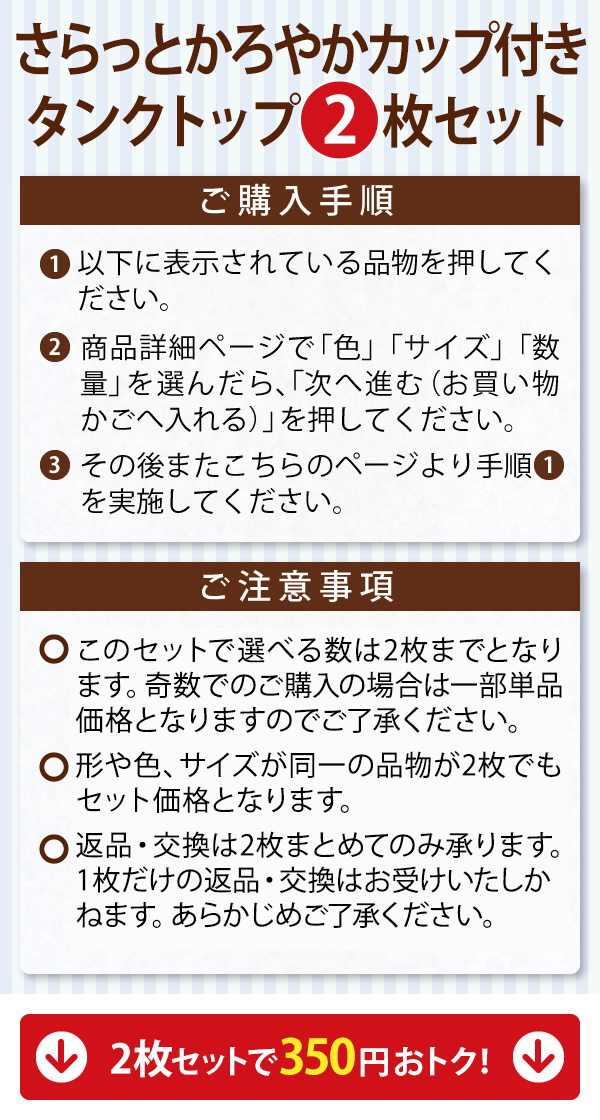 さらっとかろやかカップ付き
タンクトップ2枚セット
ご購入手順
❶ 以下に表示されている品物を押してく
ださい。
❷ 商品詳細ページで「色」「サイズ」「数
量」を選んだら、「次へ進む（お買い物
かごへ入れる）」を押してください。
❸ その後またこちらのページより手順❶
を実施してください。
ご注意事項
○ このセットで選べる数は2枚までとなり
ます。奇数でのご購入の場合は一部単品
価格となりますのでご了承ください。
○ 形や色、サイズが同一の品物が2枚でも
セット価格となります。
○ 返品・交換は2枚まとめてのみ承ります。
1枚だけの返品・交換はお受けいたしか
ねます。あらかじめご了承ください。
2枚セットで350円おトク!